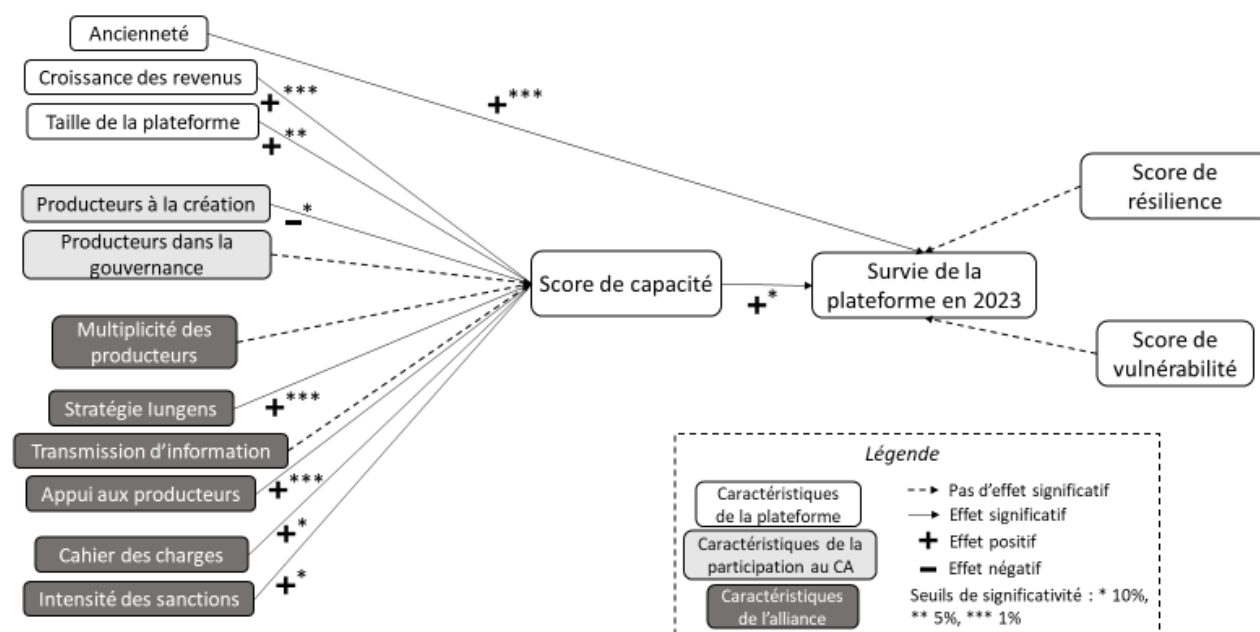 Ancienneté
Croissance des revenus
+***
+***
Taille de la plateforme
+**
Score de
résilience
Producteurs à la création
-*
Producteurs dans la
gouvernance
Score de capacité
+*
Survie de la
plateforme en 2023
Multiplicité des
producteurs
Score de
vulnérabilité
Stratégie Iungens
+***
Transmission d'information
Appui aux producteurs
+***
Cahier des charges
+*
Intensité des sanctions
+*
Légende
Caractéristiques
de la plateforme
Caractéristiques de la
participation au CA
Caractéristiques
de l'alliance
Pas d'effet significatif
Effet significatif
+ Effet positif
- Effet négatif
Seuils de significativité : * 10%,
** 5%, *** 1%